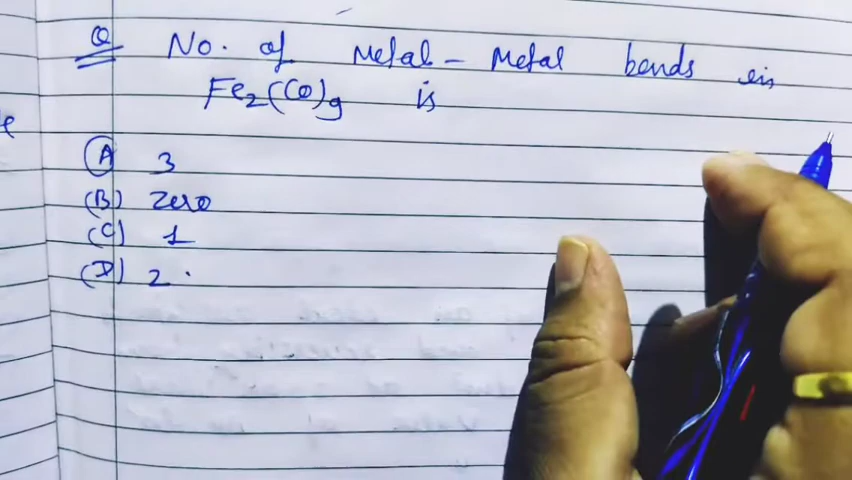 Q No. of Metal - Metal bonds in
Fe2(CO)9 is
(A) 3
(B) Zero
(C) 1
(D) 2.